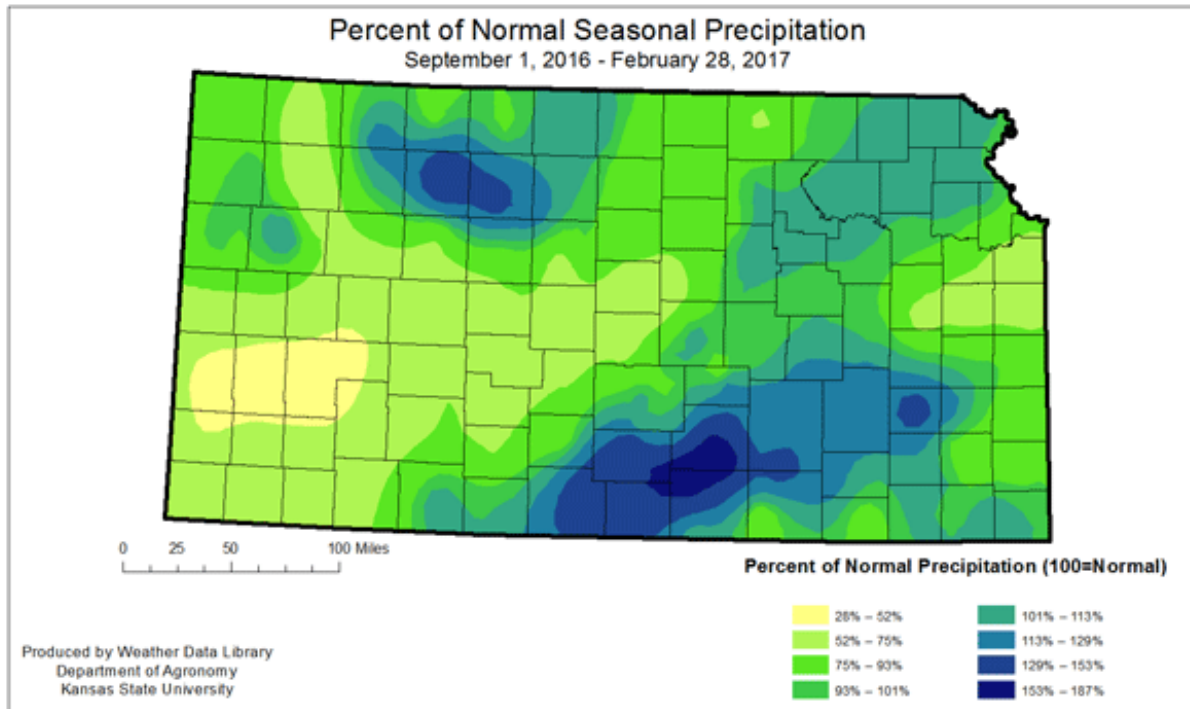 Percent of Normal Seasonal Precipitation
September 1, 2016 - February 28, 2017
0 25 50 100 Miles
Percent of Normal Precipitation (100=Normal)
28% – 52%
52% – 75%
75% – 93%
93% – 101%
101% – 113%
113% – 129%
129% – 153%
153% – 187%
Produced by Weather Data Library
Department of Agronomy
Kansas State University